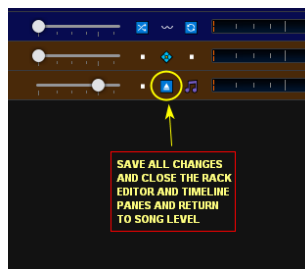 SAVE ALL CHANGES
AND CLOSE THE RACK
EDITOR AND TIMELINE
PANES AND RETURN
TO SONG LEVEL